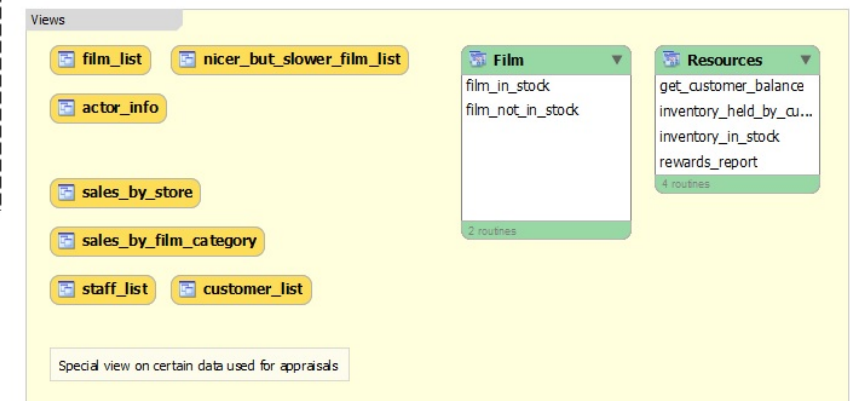 Views
film_list
nicer_but_slower_film_list
actor_info
sales_by_store
sales_by_film_category
staff_list
customer_list
Special view on certain data used for appraisals
Film
film_in_stock
film_not_in_stock
2 routines
Resources
get_customer_balance
inventory_held_by_cu...
inventory_in_stock
rewards_report
4 routines